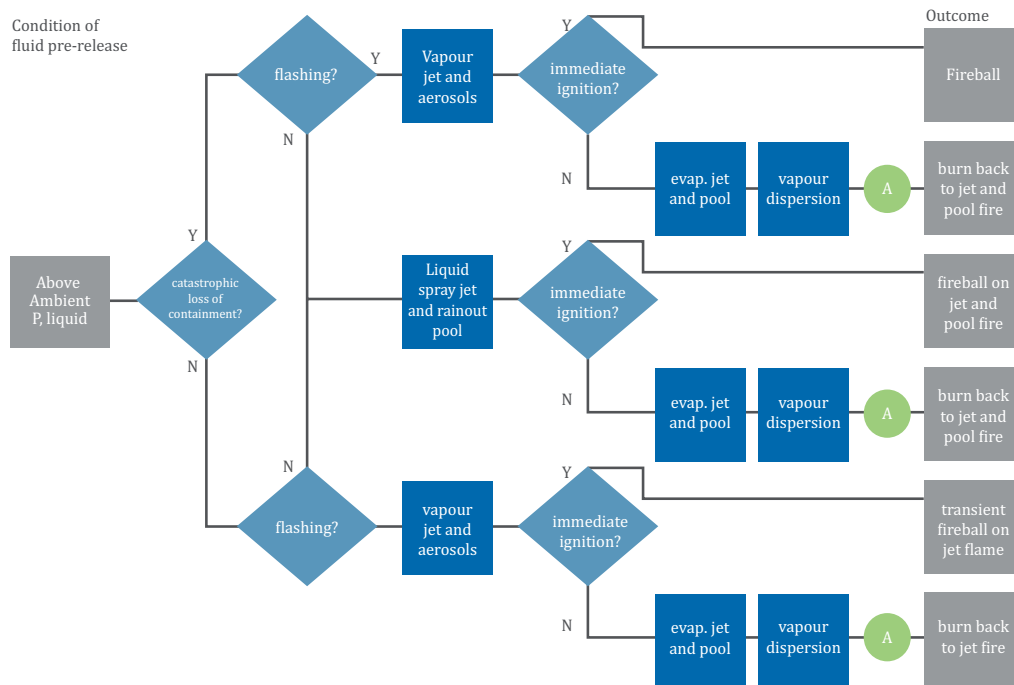 Condition of
fluid pre-release
Outcome
flashing?
Y
N
Vapour
jet and
aerosols
Y
immediate
ignition?
N
Fireball
evap. jet
and pool
vapour
dispersion
A
burn back
to jet and
pool fire
Above
Ambient
P, liquid
Y
catastrophic
loss of
containment?
N
Liquid
spray jet
and rainout
pool
Y
immediate
ignition?
N
fireball on
jet and
pool fire
evap. jet
and pool
vapour
dispersion
A
burn back
to jet and
pool fire
N
flashing?
vapour
jet and
aerosols
Y
immediate
ignition?
N
transient
fireball on
jet flame
evap. jet
and pool
vapour
dispersion
A
burn back
to jet fire